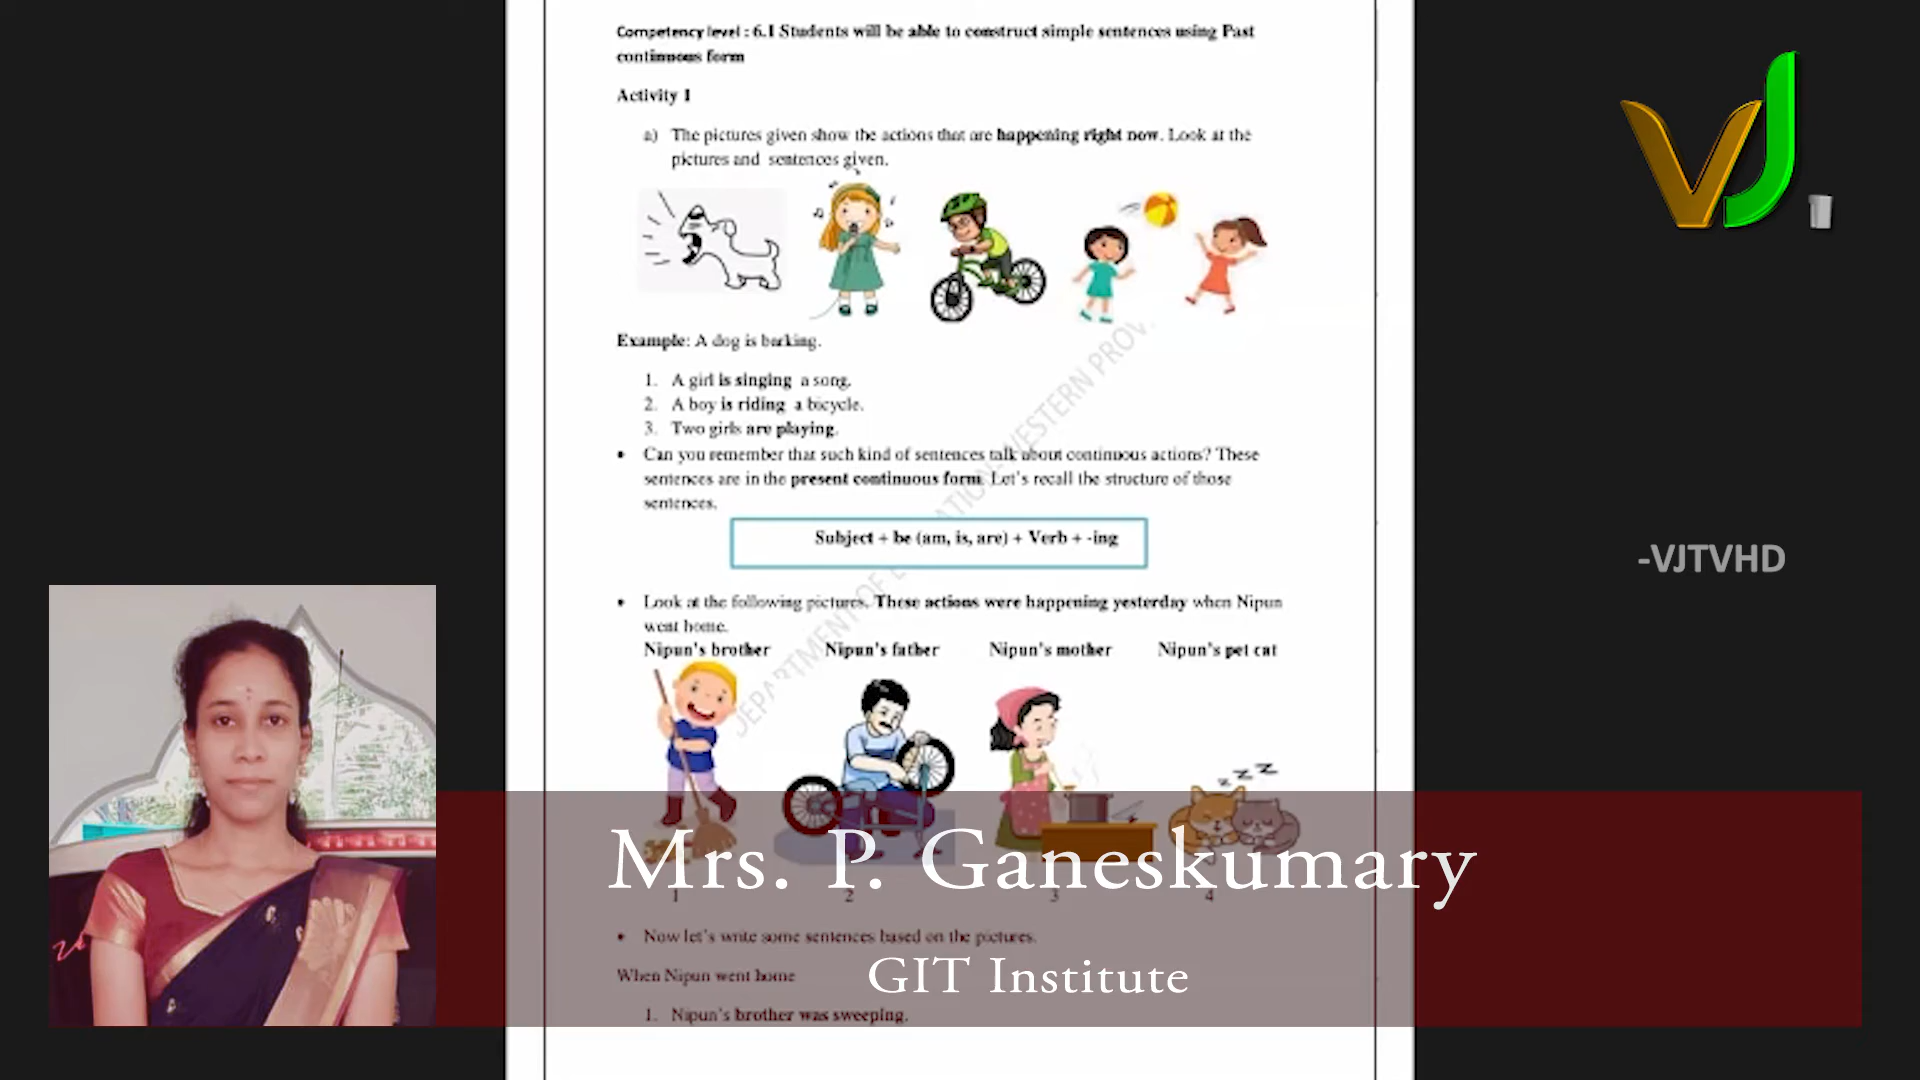 Competency level : 6.1 Students will be able to construct simple sentences using Past
continuous form
Activity 1
a) The pictures given show the actions that are happening right now. Look at the
pictures and sentences given.
Example: A dog is barking.
1. A girl is singing a song.
2. A boy is riding a bicycle.
3. Two girls are playing.
• Can you remember that such kind of sentences talk about continuous actions? These
sentences are in the present continuous form. Let's recall the structure of those
sentences.
Subject + be (am, is, are) + Verb + -ing
• Look at the following pictures. These actions were happening yesterday when Nipun
went home.
Nipun's brother Nipun's father Nipun's mother Nipun's pet cat
z z z
1 2 3 4
• Now let's write some sentences based on the pictures.
When Nipun went home
1. Nipun's brother was sweeping.
Mrs. P. Ganeskumary
GIT Institute
VJ.
-VJTVHD